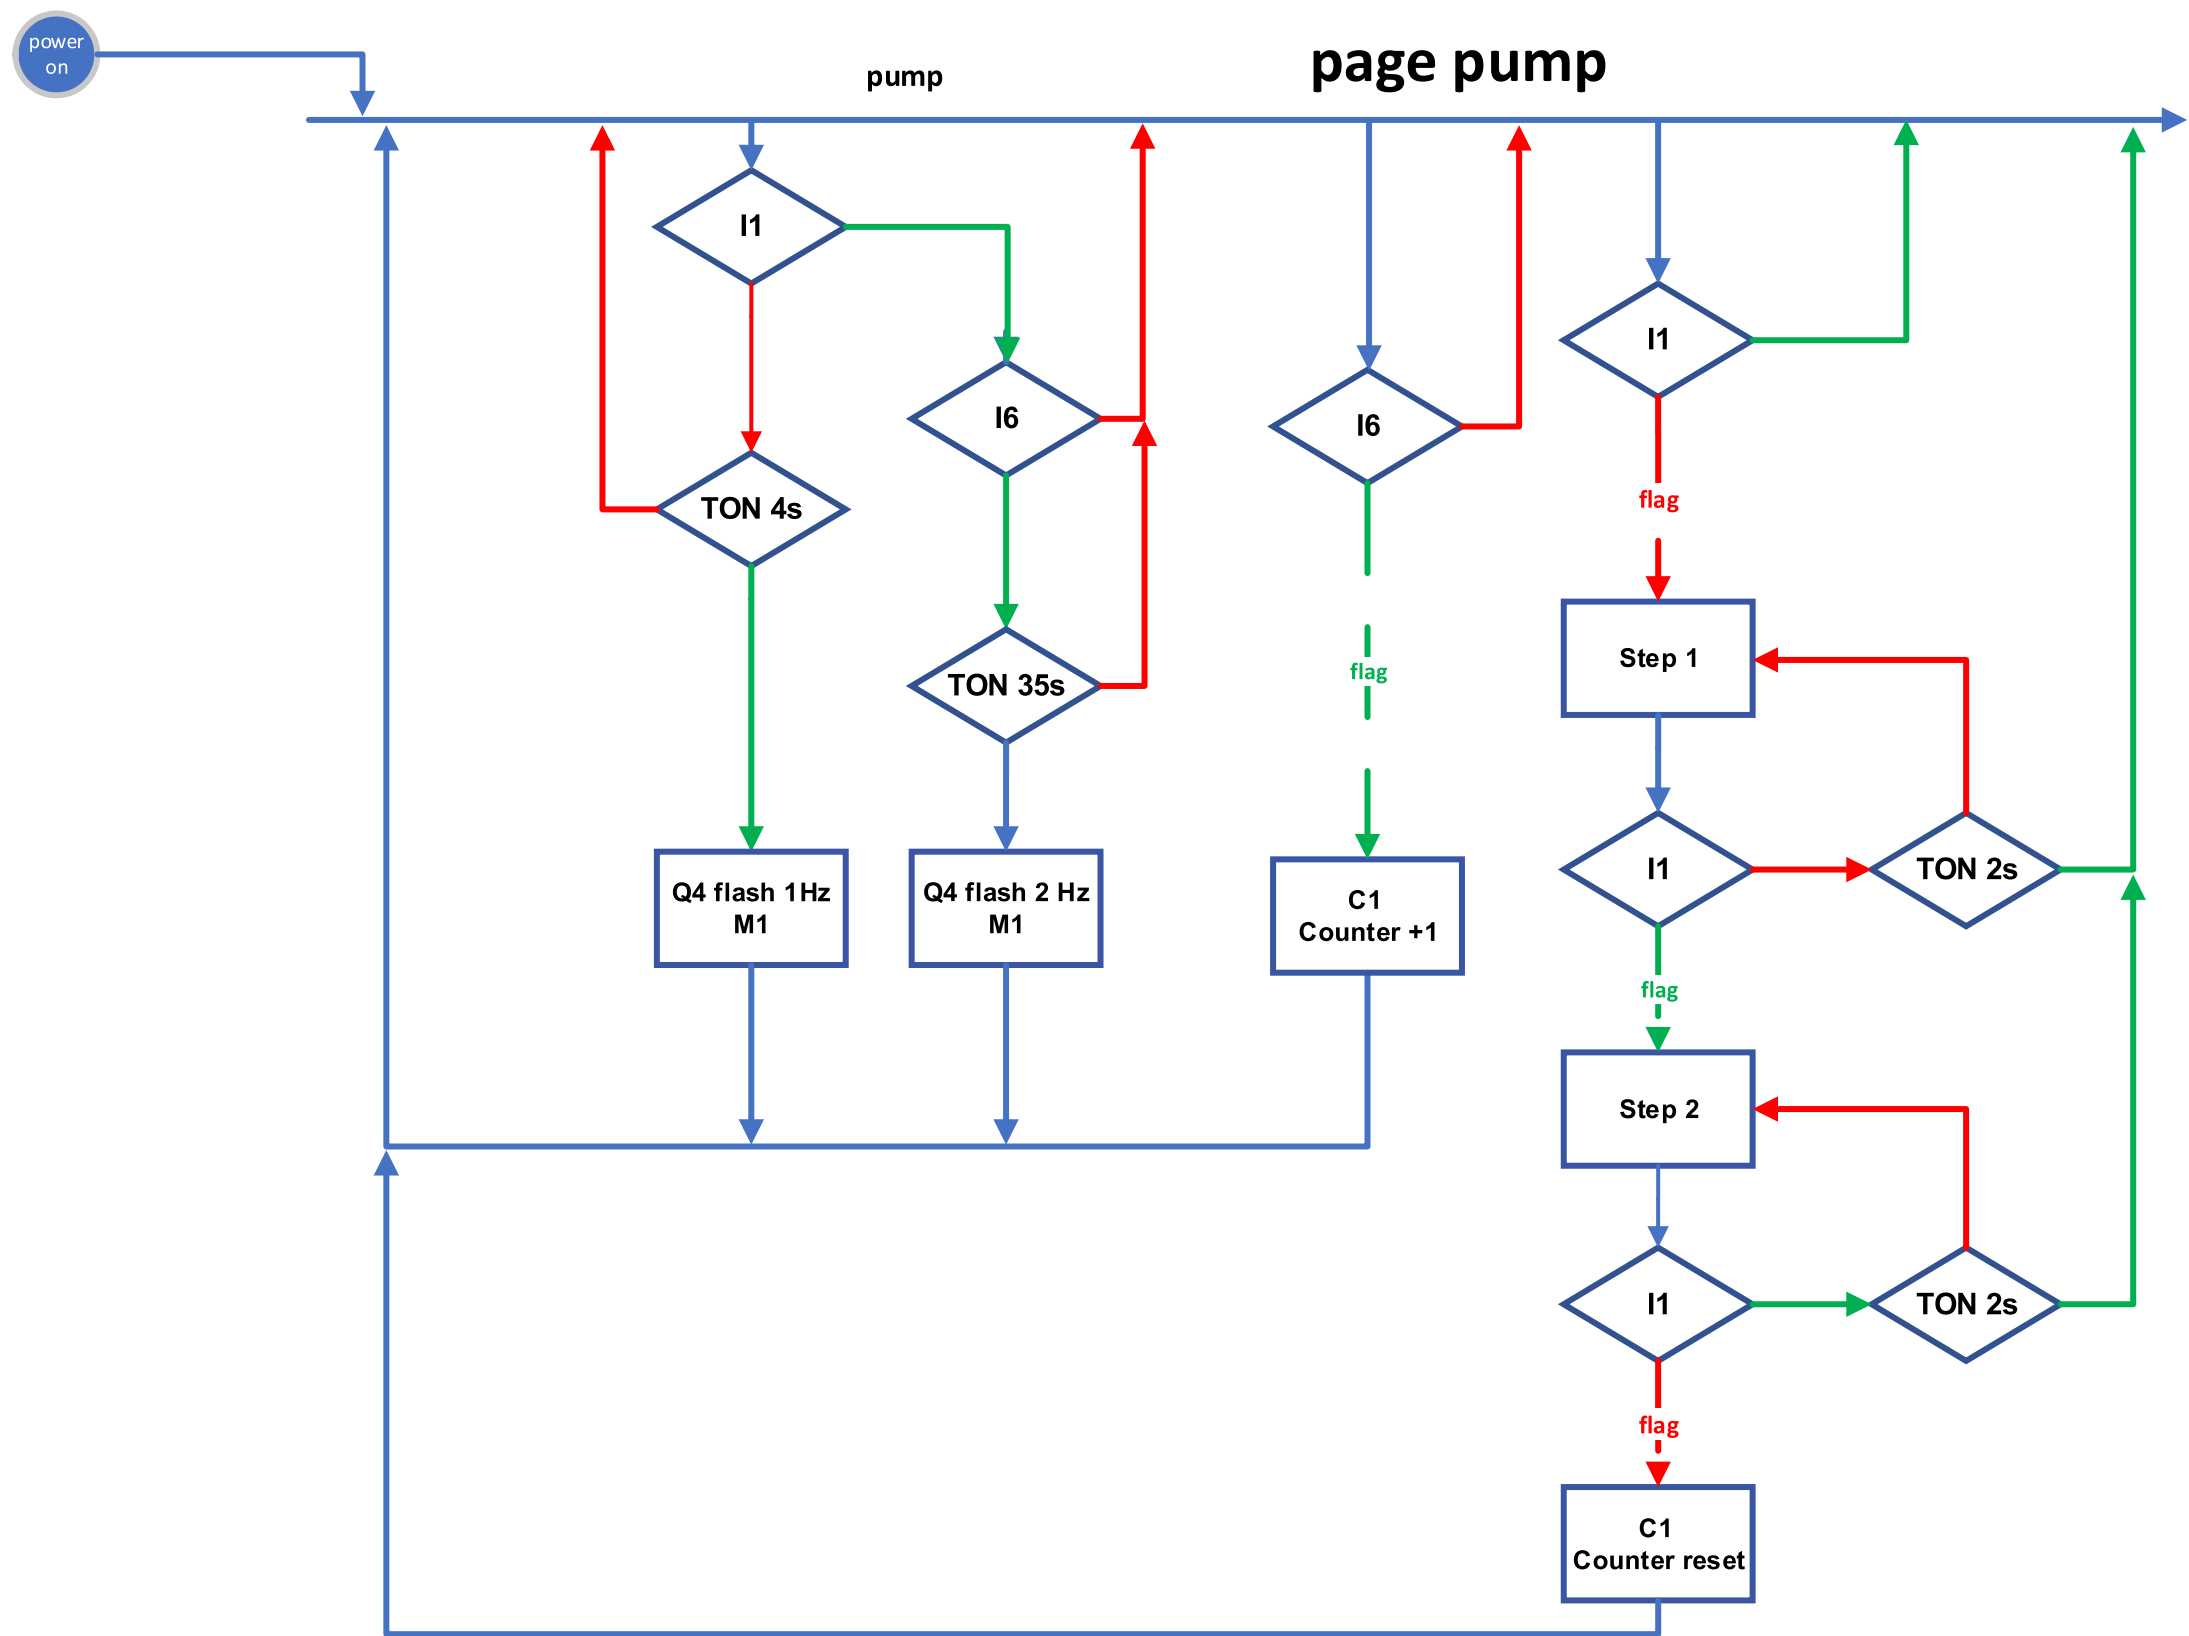 power
on
pump
page pump
I1
I6
TON 4s
TON 35s
Q4 flash 1Hz
M1
Q4 flash 2 Hz
M1
I6
flag
C1
Counter +1
I1
flag
Step 1
I1
TON 2s
flag
Step 2
I1
TON 2s
flag
C1
Counter reset